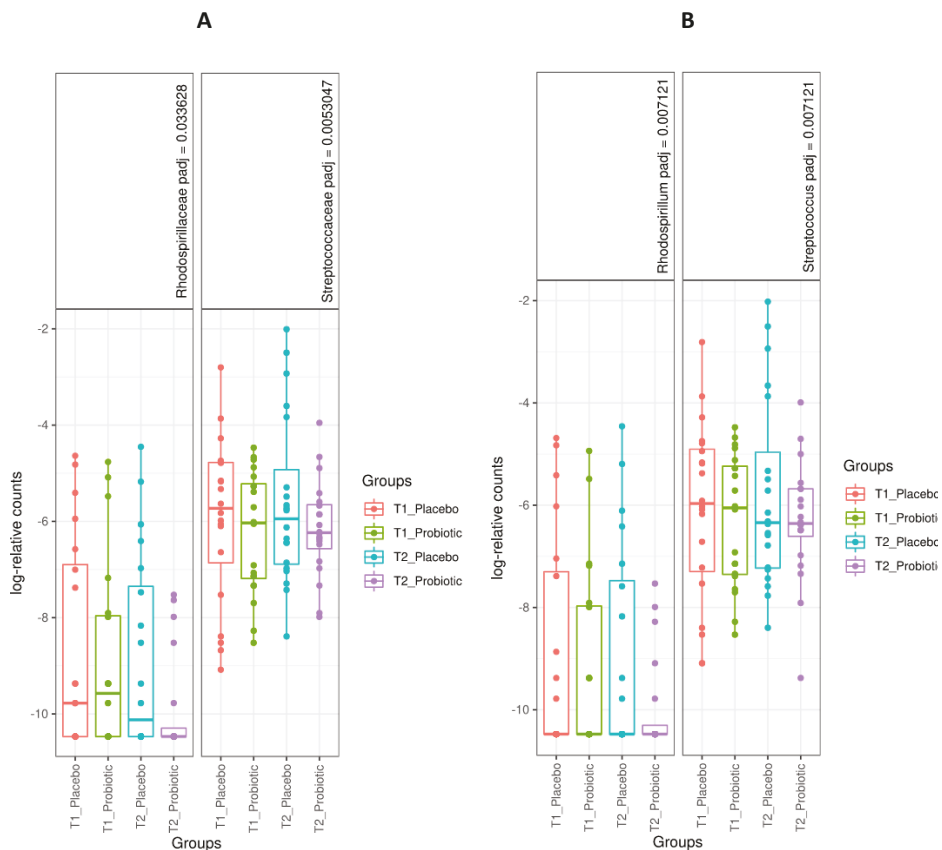 A
Rhodospirillaceae padj = 0.033628
Streptococcaceae padj = 0.0053047
-2
-4
-6
-8
-10
log-relative counts
T1_Placebo
T1_Probiotic
T2_Placebo
T2_Probiotic
T1_Placebo
T1_Probiotic
T2_Placebo
T2_Probiotic
Groups
Groups
T1_Placebo
T1_Probiotic
T2_Placebo
T2_Probiotic
B
Rhodospirillum padj = 0.007121
Streptococcus padj = 0.007121
-2
-4
-6
-8
-10
log-relative counts
T1_Placebo
T1_Probiotic
T2_Placebo
T2_Probiotic
T1_Placebo
T1_Probiotic
T2_Placebo
T2_Probiotic
Groups
Groups
T1_Placebo
T1_Probiotic
T2_Placebo
T2_Probiotic